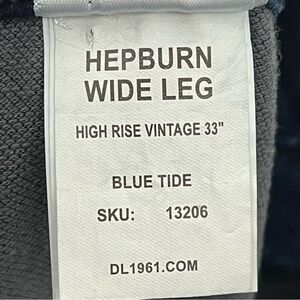 HEPBURN
WIDE LEG
HIGH RISE VINTAGE 33"
BLUE TIDE
SKU: 13206
DL1961.COM